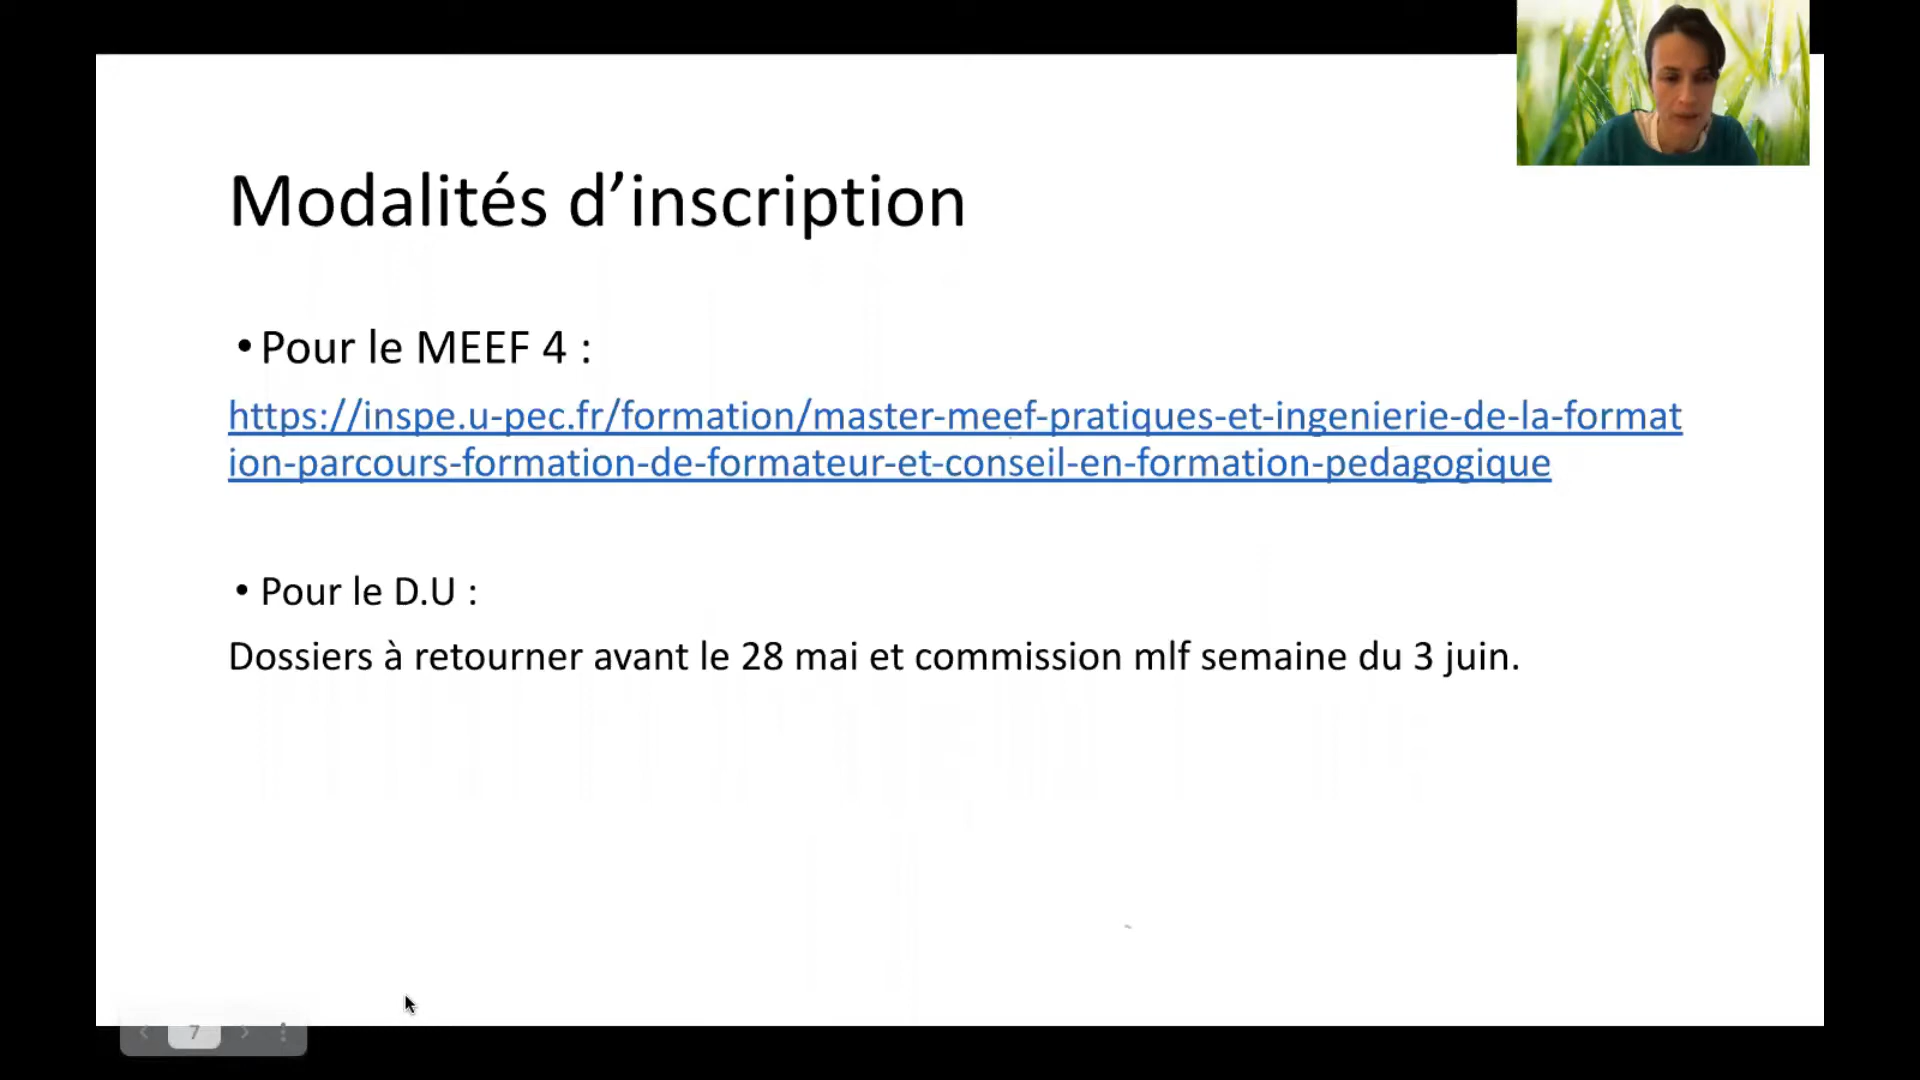 Modalités d’inscription
• Pour le MEEF 4 :
https://inspe.u-pec.fr/formation/master-meef-pratiques-et-ingenierie-de-la-format
ion-parcours-formation-de-formateur-et-conseil-en-formation-pedagogique
• Pour le D.U :
Dossiers à retourner avant le 28 mai et commission mlf semaine du 3 juin.
7